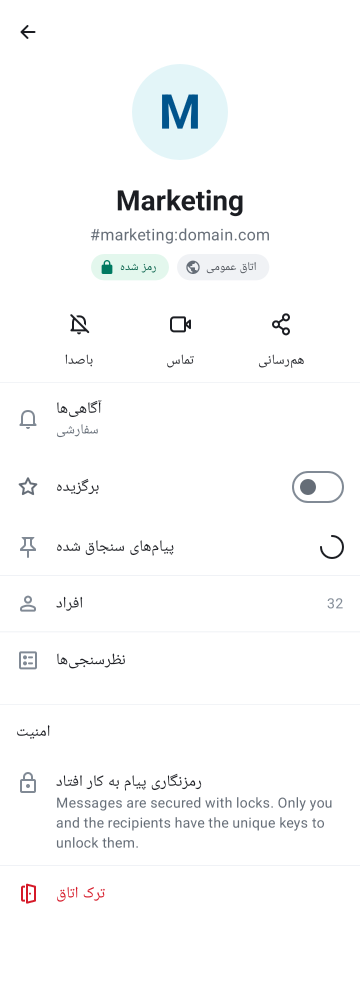 M
Marketing
#marketing:domain.com
رمز شده
اتاق عمومی
باصدا
تماس
هم‌رسانی
آگاهی‌ها
سفارشی
برگزیده
پیام‌های سنجاق شده
افراد
32
نظرسنجی‌ها
امنیت
رمزنگاری پیام به کار افتاد
Messages are secured with locks. Only you
and the recipients have the unique keys to
unlock them.
ترک اتاق